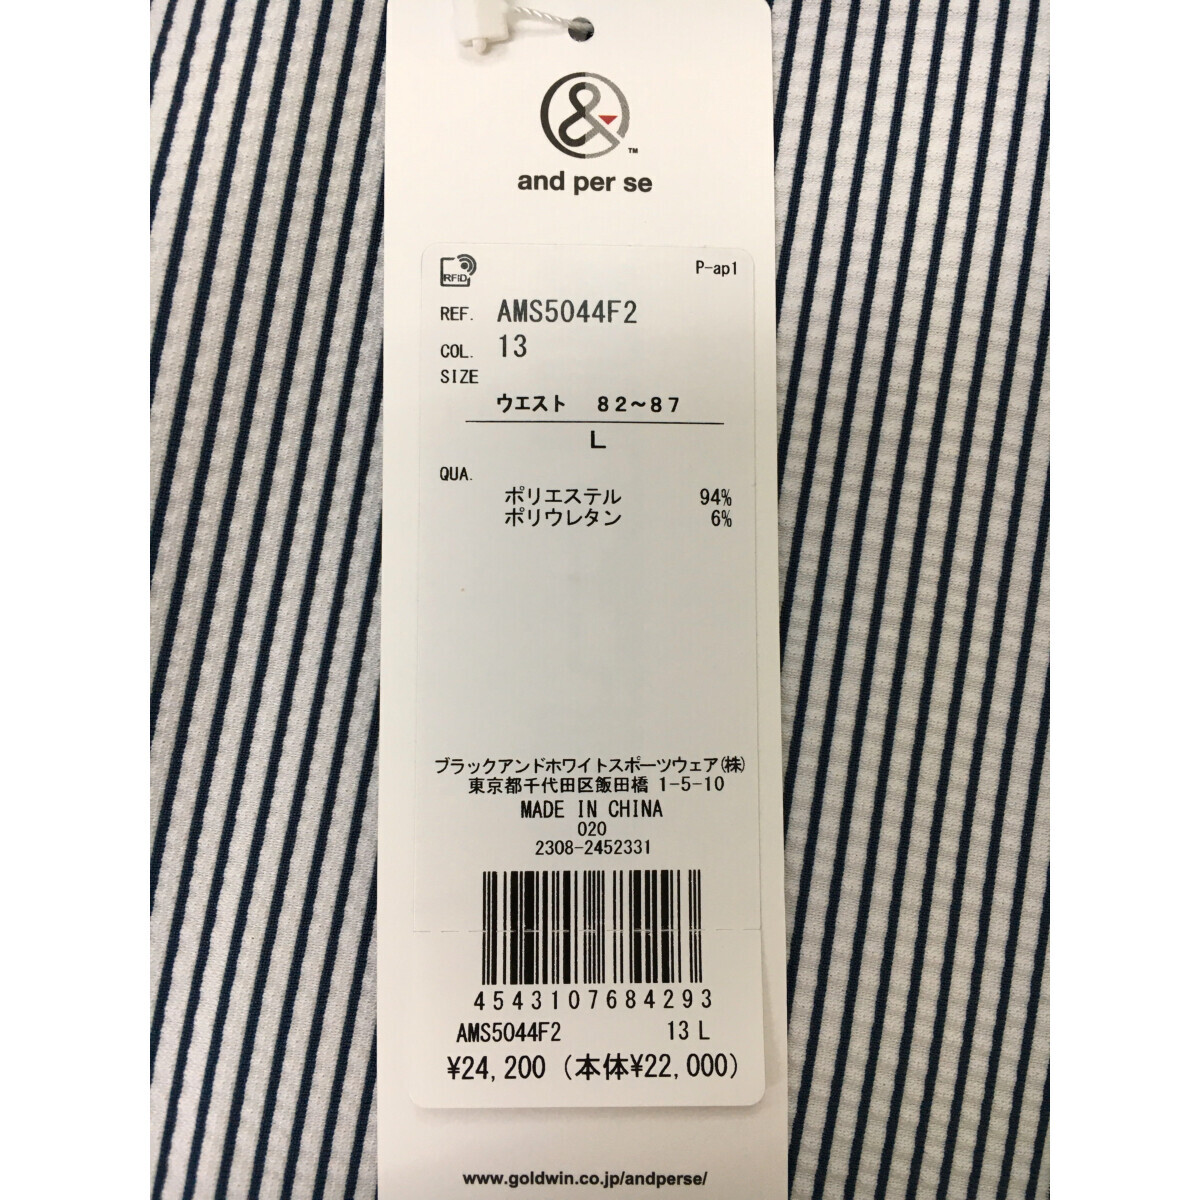 &
™
and per se
RFID P-ap1
REF. AMS5044F2
COL. 13
SIZE
ウエスト 82～87
L
QUA.
ポリエステル 94%
ポリウレタン 6%
ブラックアンドホワイトスポーツウェア(株)
東京都千代田区飯田橋 1-5-10
MADE IN CHINA
020
2308-2452331
4543107684293
AMS5044F2 13 L
¥24,200 (本体¥22,000)
www.goldwin.co.jp/andperse/